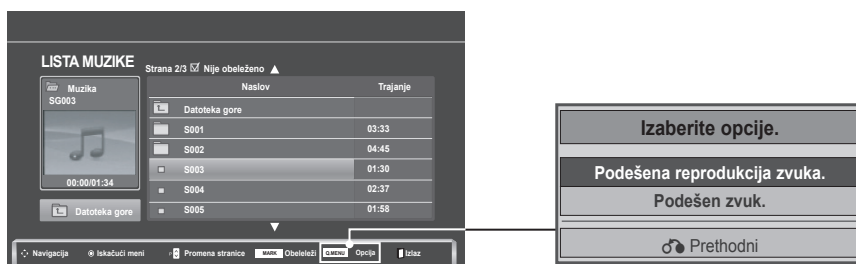 LISTA MUZIKE
Strana 2/3 ☑ Nije obeleženo ▲
Muzika
SG003
00:00/01:34
Datoteka gore
Naslov Trajanje
Datoteka gore
S001 03:33
S002 04:45
S003 01:30
S004 02:37
S005 01:58
Navigacija Iskačući meni P Promena stranice MARK Obeleleži Q.MENU Opcija Izlaz
Izaberite opcije.
Podešena reprodukcija zvuka.
Podešen zvuk.
Prethodni